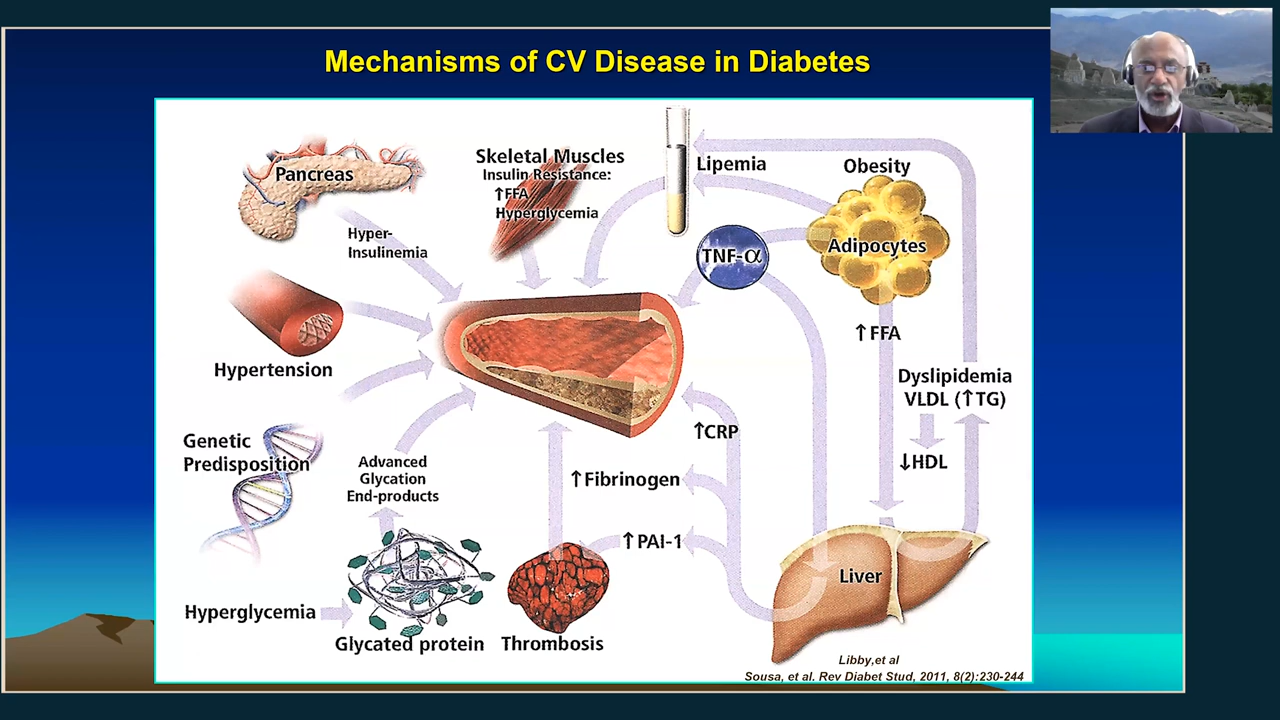 Mechanisms of CV Disease in Diabetes
Pancreas
Hyper-
Insulinemia
Skeletal Muscles
Insulin Resistance:
↑FFA
Hyperglycemia
Lipemia
Obesity
Adipocytes
TNF-α
↑FFA
Hypertension
Dyslipidemia
VLDL (↑TG)
↓HDL
Genetic
Predisposition
Advanced
Glycation
End-products
↑CRP
↑Fibrinogen
↑PAI-1
Liver
Hyperglycemia
Glycated protein
Thrombosis
Libby,et al
Sousa, et al. Rev Diabet Stud, 2011, 8(2):230-244